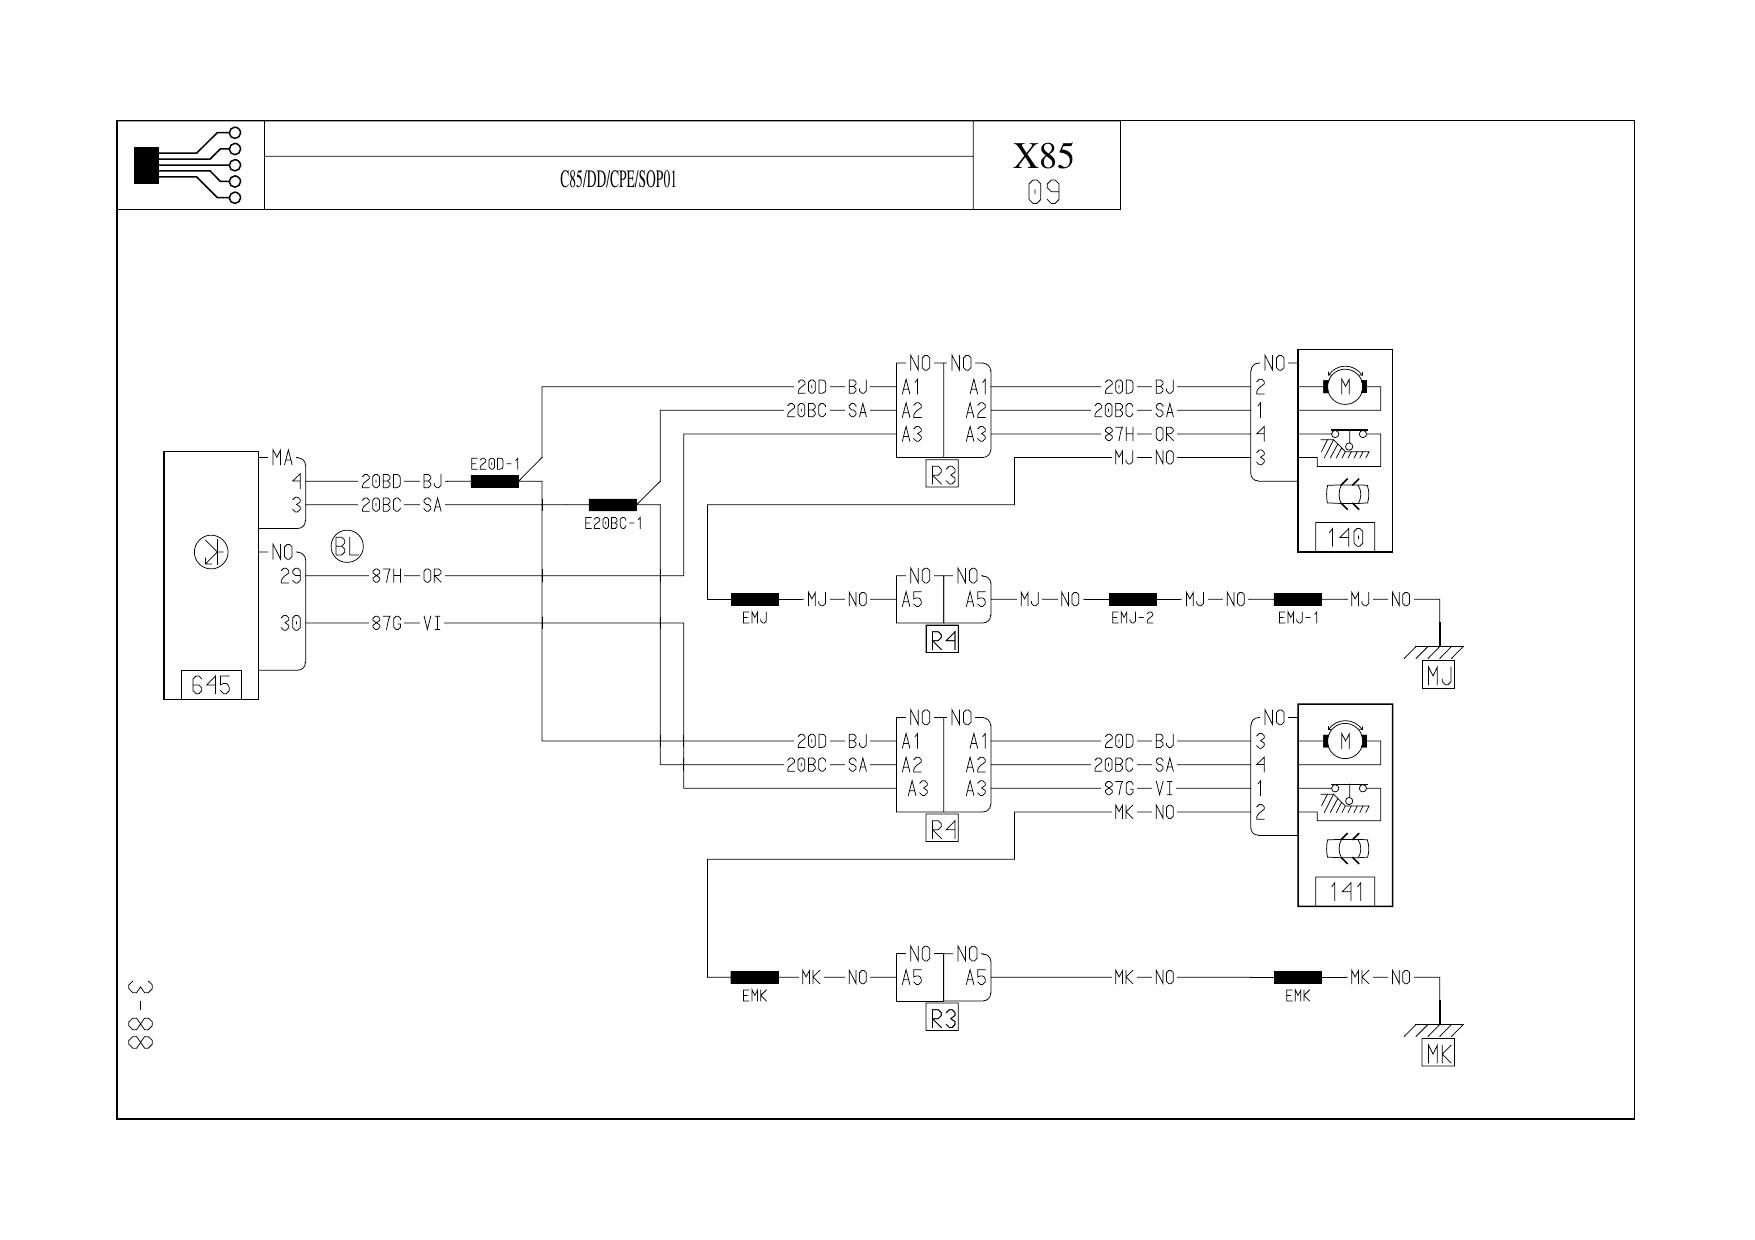 X85
C85/DD/CPE/SOP01
09
NO NO NO
20D BJ A1 A1 20D BJ 2 M
20BC SA A2 A2 20BC SA 1
A3 A3 87H OR 4
MA E20D-1 MJ NO 3
4 20BD BJ R3
3 20BC SA
E20BC-1 140
NO BL
29 87H OR NO NO
A5 A5
MJ NO MJ NO MJ NO MJ NO
EMJ EMJ-2 EMJ-1
30 87G VI R4
645 MJ
NO NO NO
20D BJ A1 A1 20D BJ 3 M
20BC SA A2 A2 20BC SA 4
A3 A3 87G VI 1
MK NO 2
R4
141
NO NO
MK NO A5 A5 MK NO MK NO
EMK EMK
R3
MK
3-88